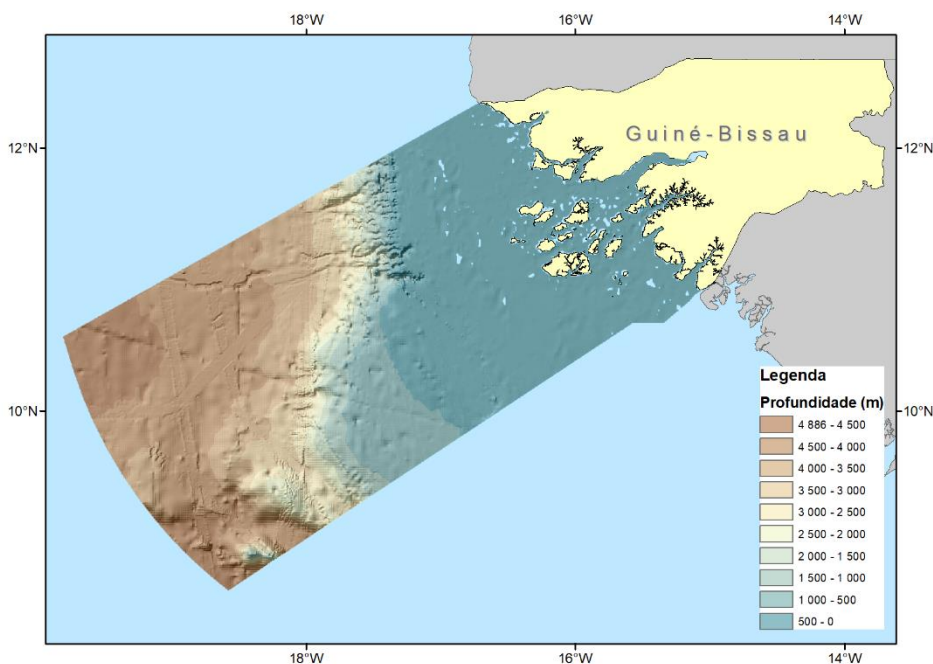 18°W 16°W 14°W
12°N 12°N
Guiné-Bissau
10°N 10°N
Legenda
Profundidade (m)
4 886 - 4 500
4 500 - 4 000
4 000 - 3 500
3 500 - 3 000
3 000 - 2 500
2 500 - 2 000
2 000 - 1 500
1 500 - 1 000
1 000 - 500
500 - 0
18°W 16°W 14°W